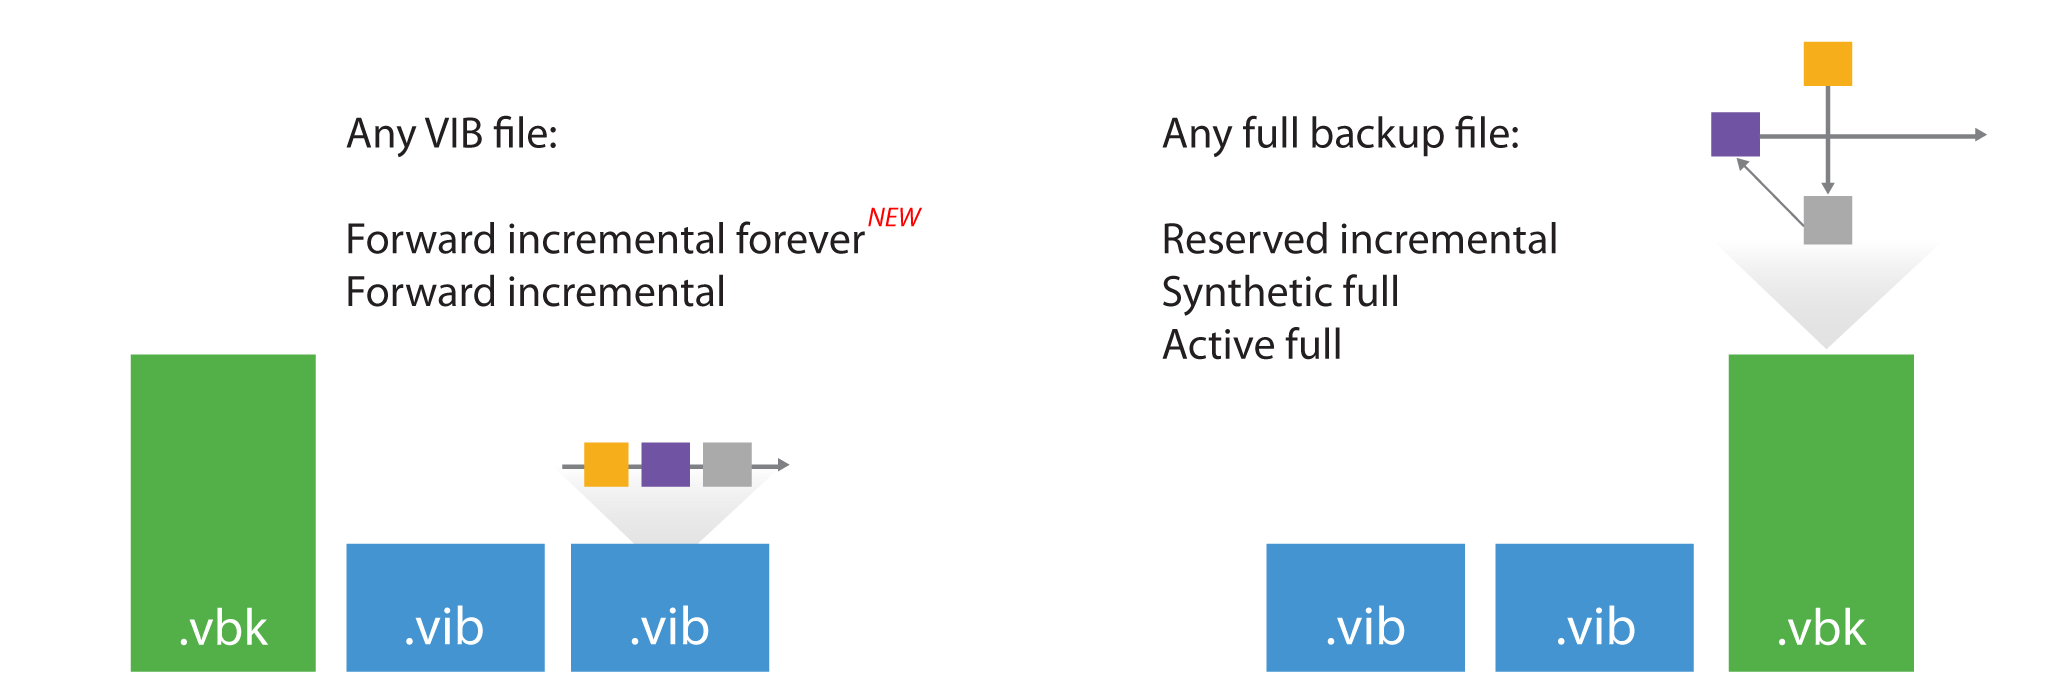 Any VIB file:
Forward incremental forever NEW
Forward incremental
.vbk
.vib
.vib
Any full backup file:
Reserved incremental
Synthetic full
Active full
.vib
.vib
.vbk